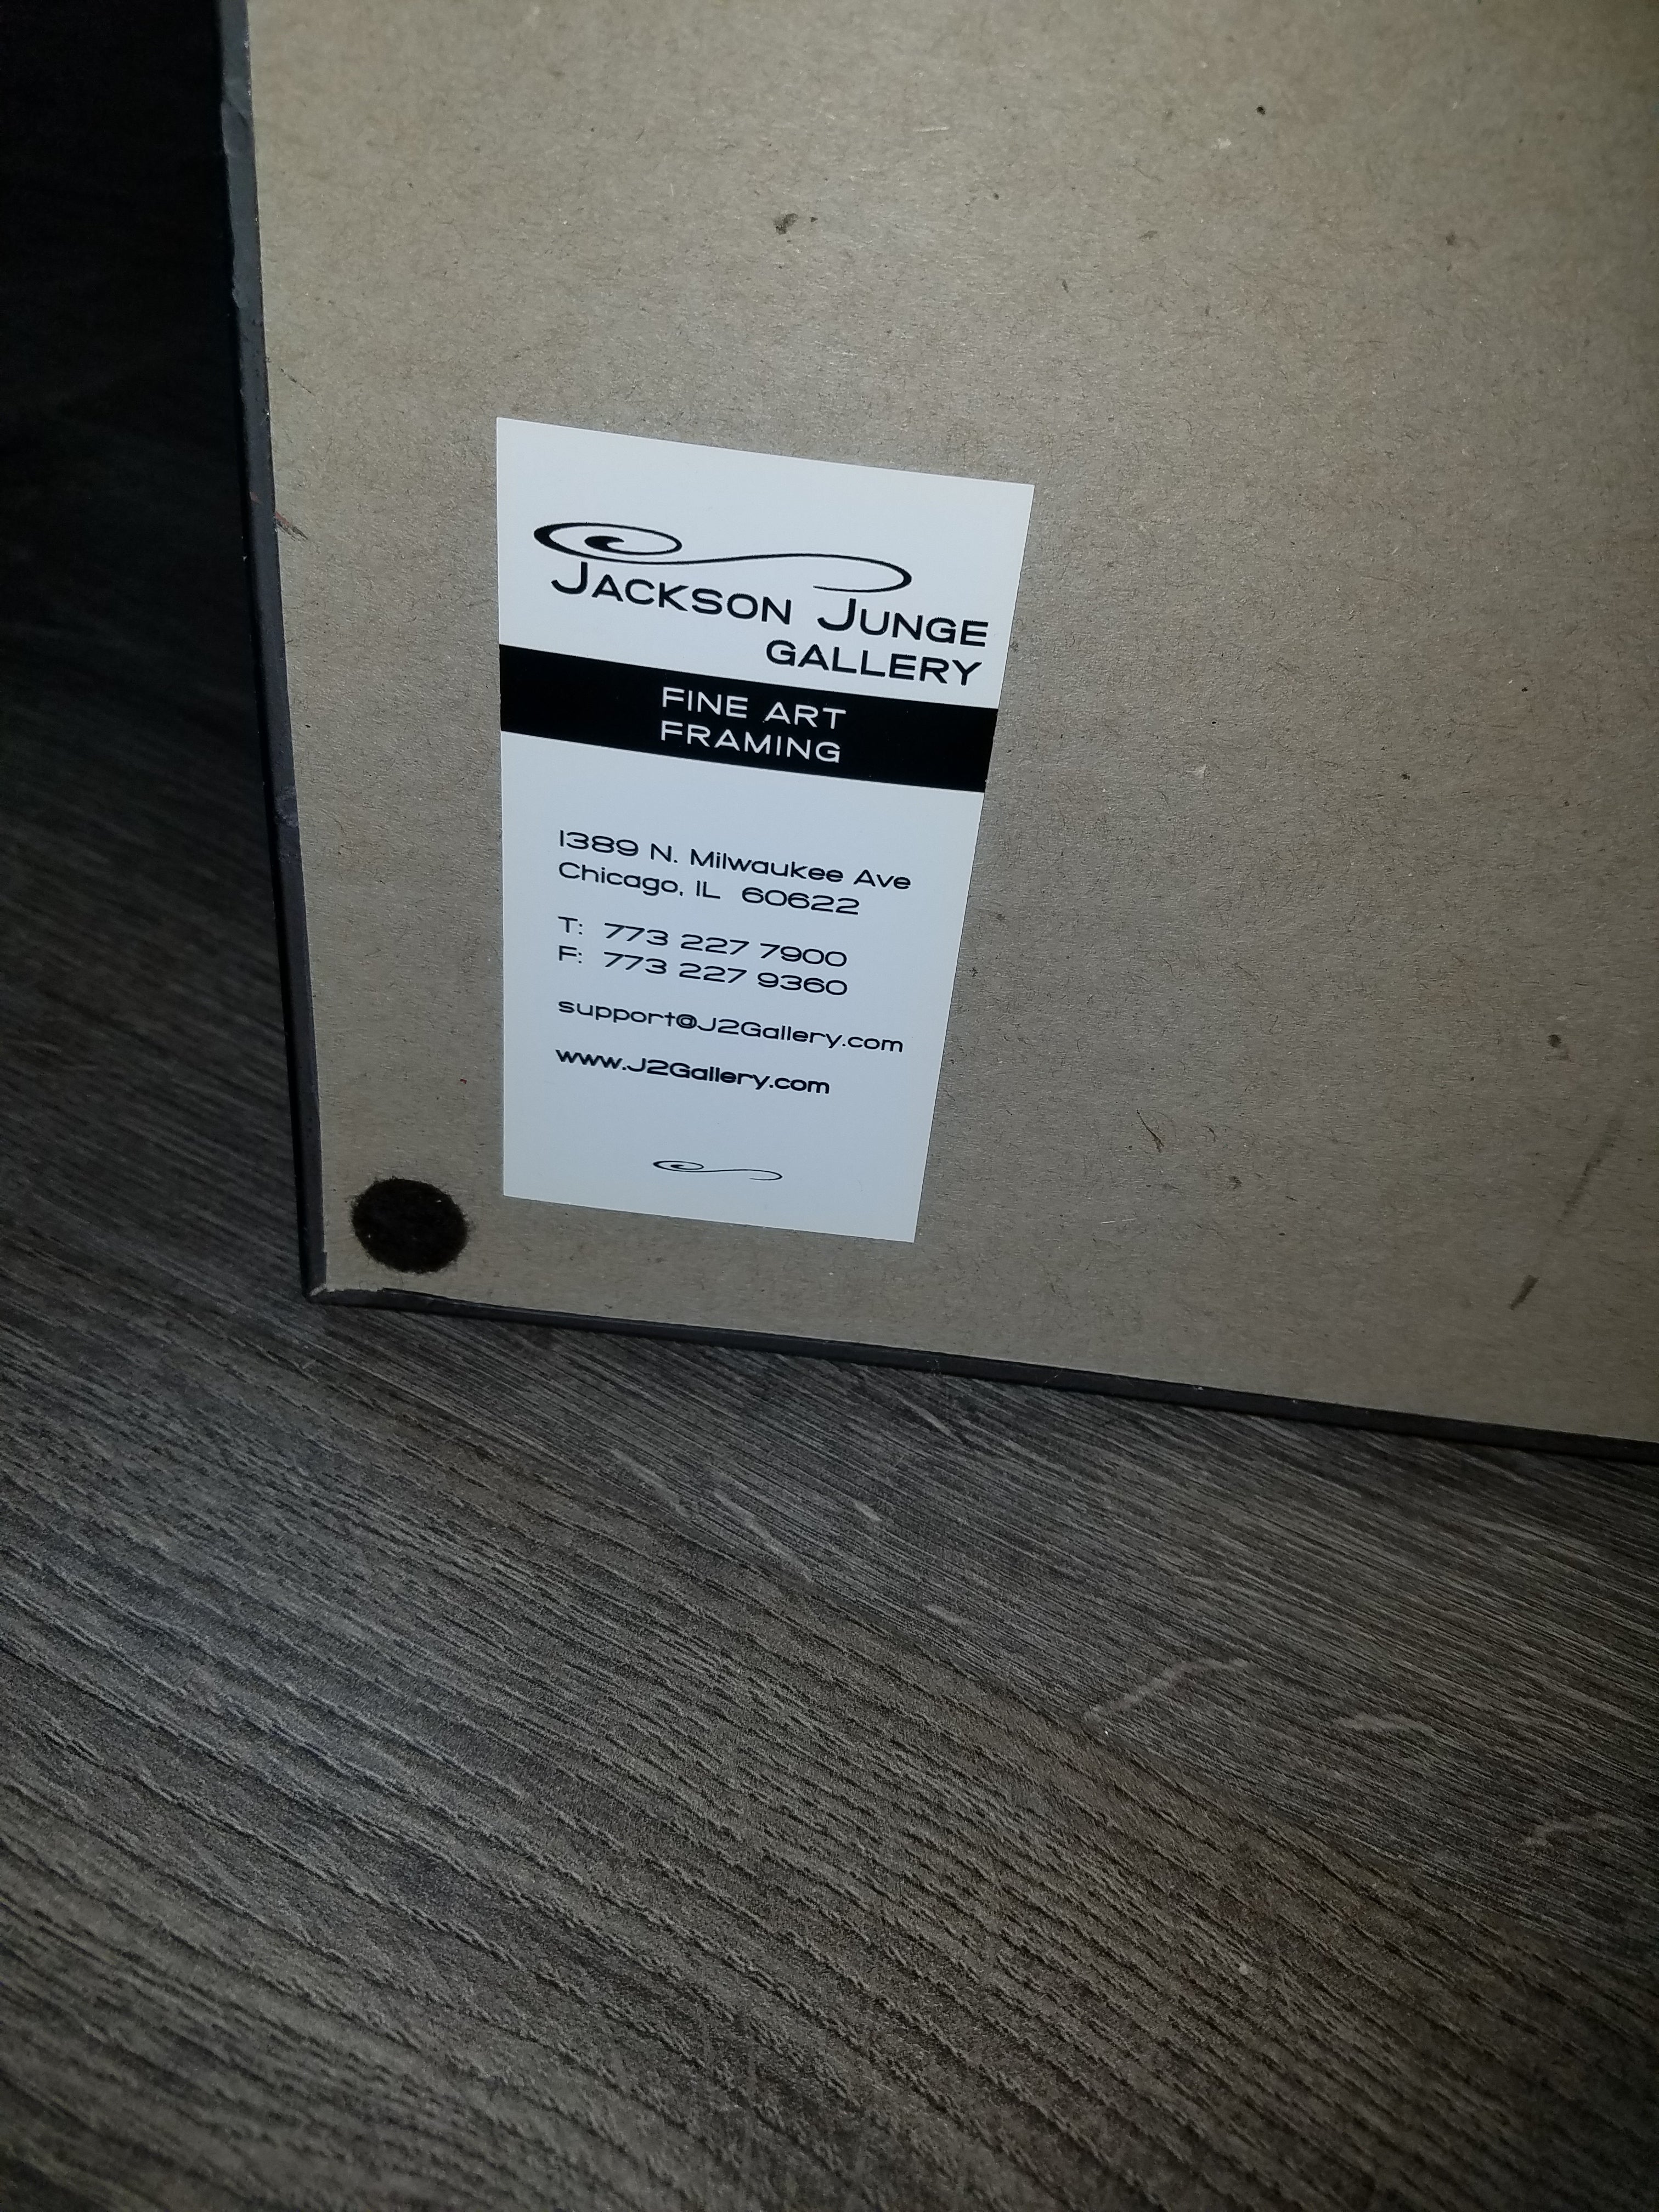 JACKSON JUNGE
GALLERY
FINE ART
FRAMING
1389 N. Milwaukee Ave
Chicago, IL 60622
T: 773 227 7900
F: 773 227 9360
support@J2Gallery.com
www.J2Gallery.com